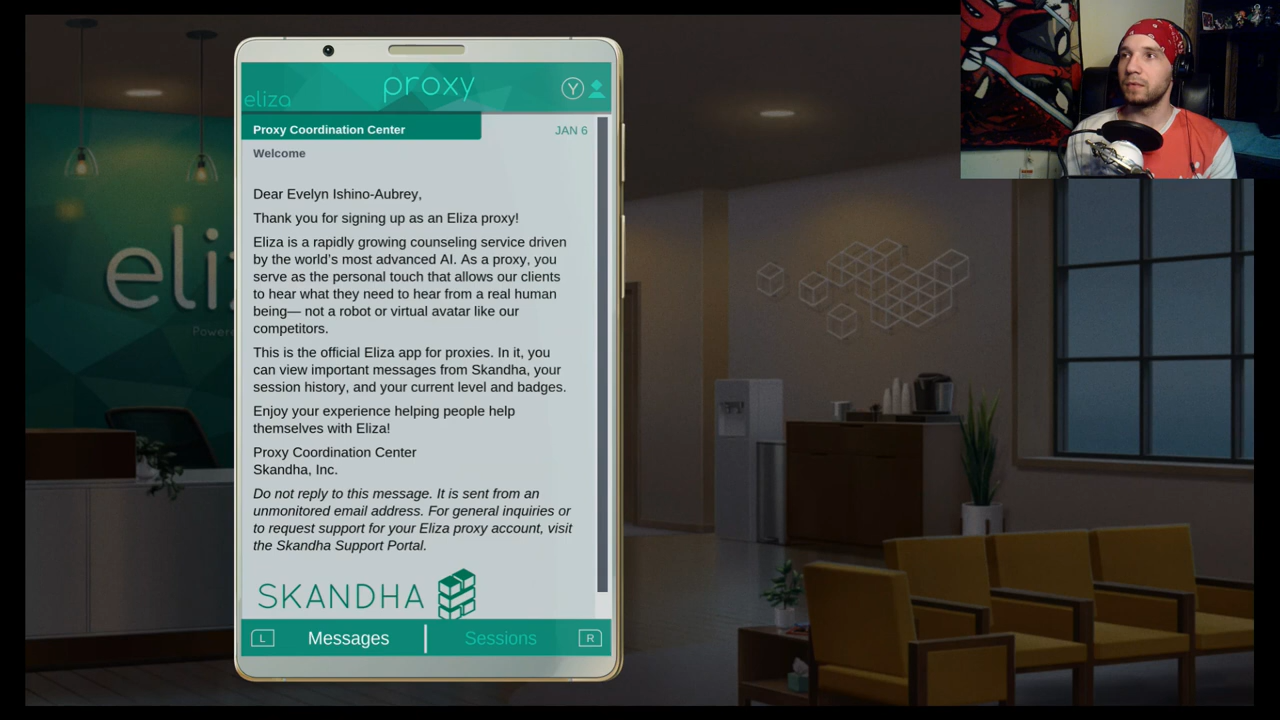 proxy
eliza
Y
Proxy Coordination Center
JAN 6
Welcome
Dear Evelyn Ishino-Aubrey,
Thank you for signing up as an Eliza proxy!
Eliza is a rapidly growing counseling service driven
by the world's most advanced AI. As a proxy, you
serve as the personal touch that allows our clients
to hear what they need to hear from a real human
being— not a robot or virtual avatar like our
competitors.
This is the official Eliza app for proxies. In it, you
can view important messages from Skandha, your
session history, and your current level and badges.
Enjoy your experience helping people help
themselves with Eliza!
Proxy Coordination Center
Skandha, Inc.
Do not reply to this message. It is sent from an
unmonitored email address. For general inquiries or
to request support for your Eliza proxy account, visit
the Skandha Support Portal.
SKANDHA
L
Messages
Sessions
R
eli
Powere